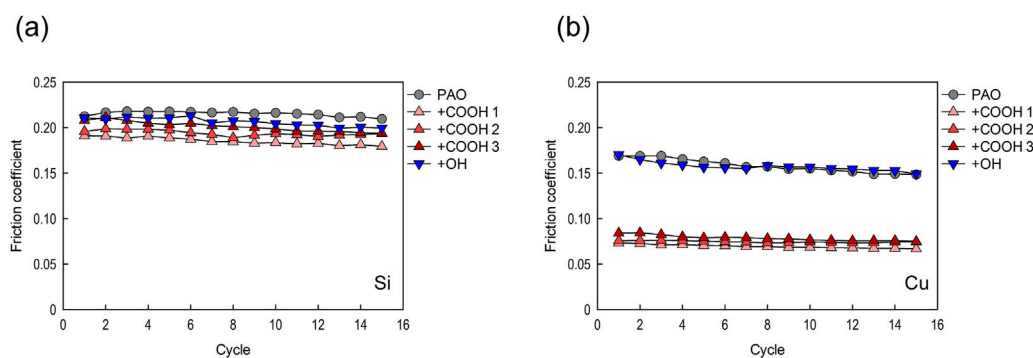 (a)
(b)
0.25
0.20
0.15
0.10
0.05
0
Friction coefficient
0 2 4 6 8 10 12 14 16
Cycle
Si
PAO
+COOH 1
+COOH 2
+COOH 3
+OH
0.25
0.20
0.15
0.10
0.05
0
Friction coefficient
0 2 4 6 8 10 12 14 16
Cycle
Cu
PAO
+COOH 1
+COOH 2
+COOH 3
+OH